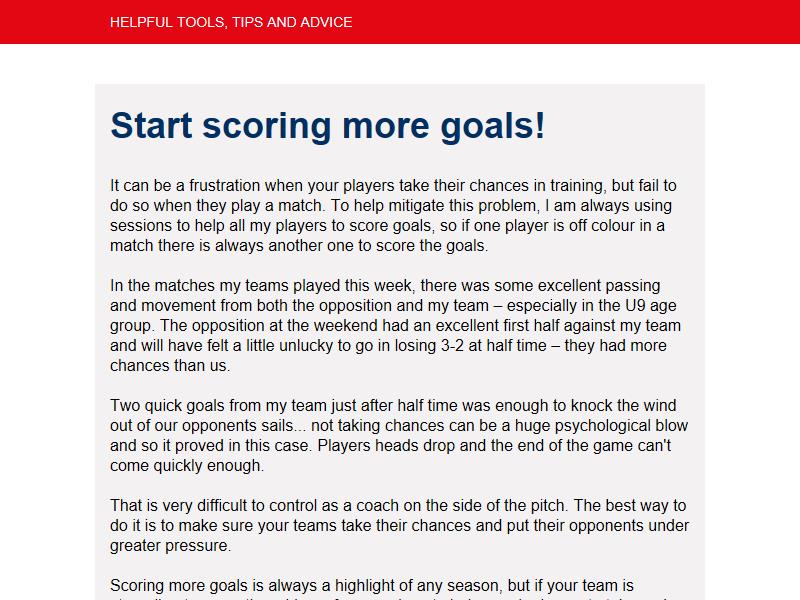 HELPFUL TOOLS, TIPS AND ADVICE
Start scoring more goals!
It can be a frustration when your players take their chances in training, but fail to
do so when they play a match. To help mitigate this problem, I am always using
sessions to help all my players to score goals, so if one player is off colour in a
match there is always another one to score the goals.
In the matches my teams played this week, there was some excellent passing
and movement from both the opposition and my team – especially in the U9 age
group. The opposition at the weekend had an excellent first half against my team
and will have felt a little unlucky to go in losing 3-2 at half time – they had more
chances than us.
Two quick goals from my team just after half time was enough to knock the wind
out of our opponents sails... not taking chances can be a huge psychological blow
and so it proved in this case. Players heads drop and the end of the game can't
come quickly enough.
That is very difficult to control as a coach on the side of the pitch. The best way to
do it is to make sure your teams take their chances and put their opponents under
greater pressure.
Scoring more goals is always a highlight of any season, but if your team is